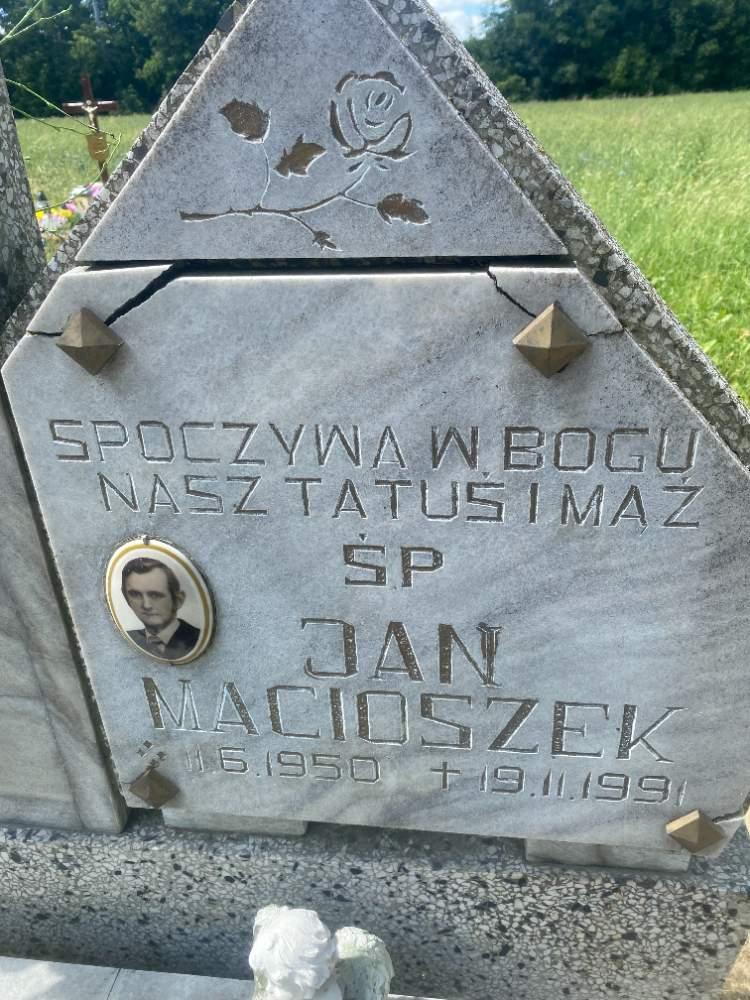 SPOCZYWA W BOGU
NASZ TATUŚ I MĄŻ
ŚP
JAN
MACIOSZEK
* 11.6.1950 + 19.11.1991